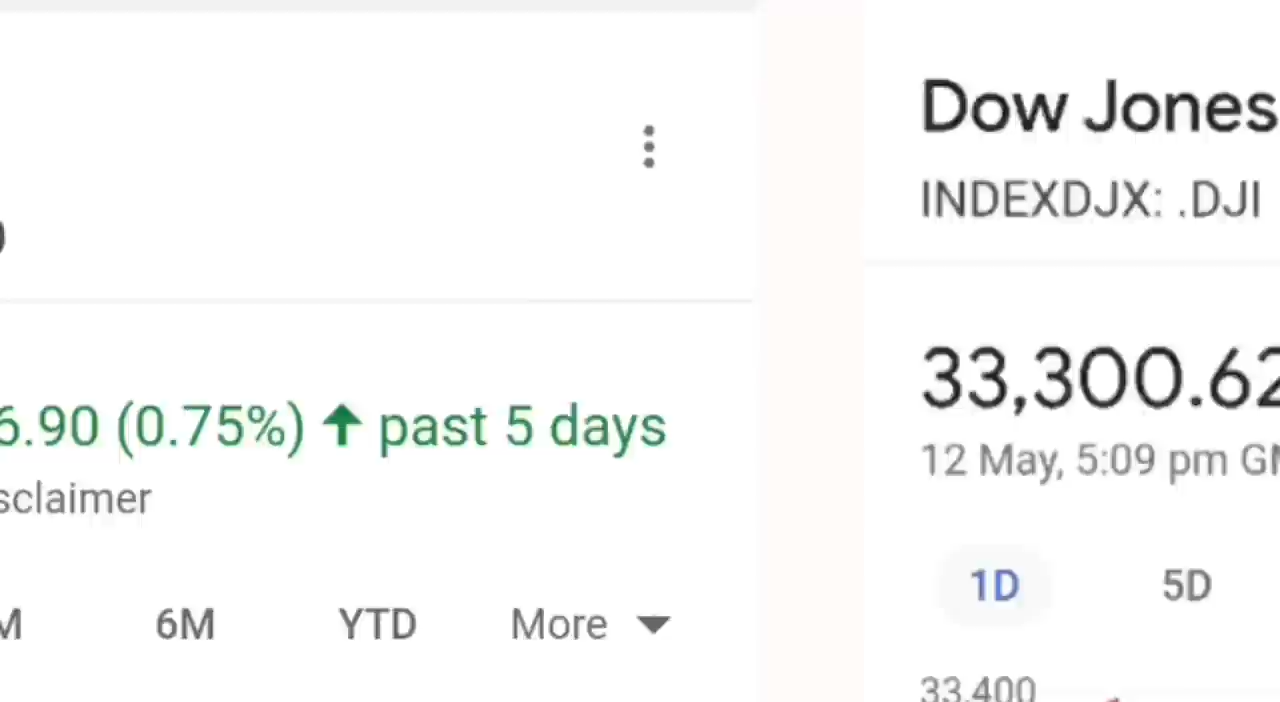 6.90 (0.75%) ↑ past 5 days
6M YTD More
Dow Jones
INDEXDJX: .DJI
33,300.62
12 May, 5:09 pm
1D 5D
33,400